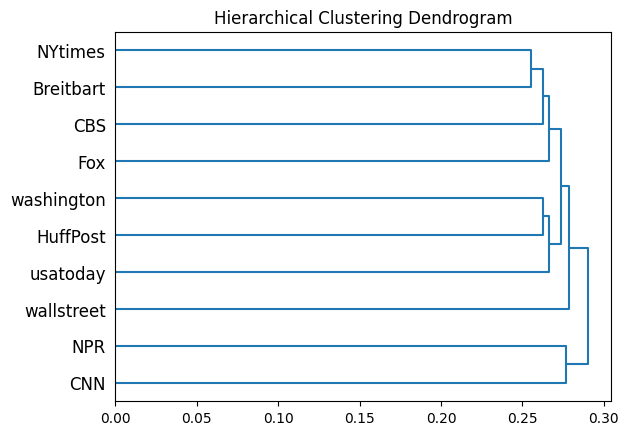 Hierarchical Clustering Dendrogram
NYtimes
Breitbart
CBS
Fox
washington
HuffPost
usatoday
wallstreet
NPR
CNN
0.00 0.05 0.10 0.15 0.20 0.25 0.30